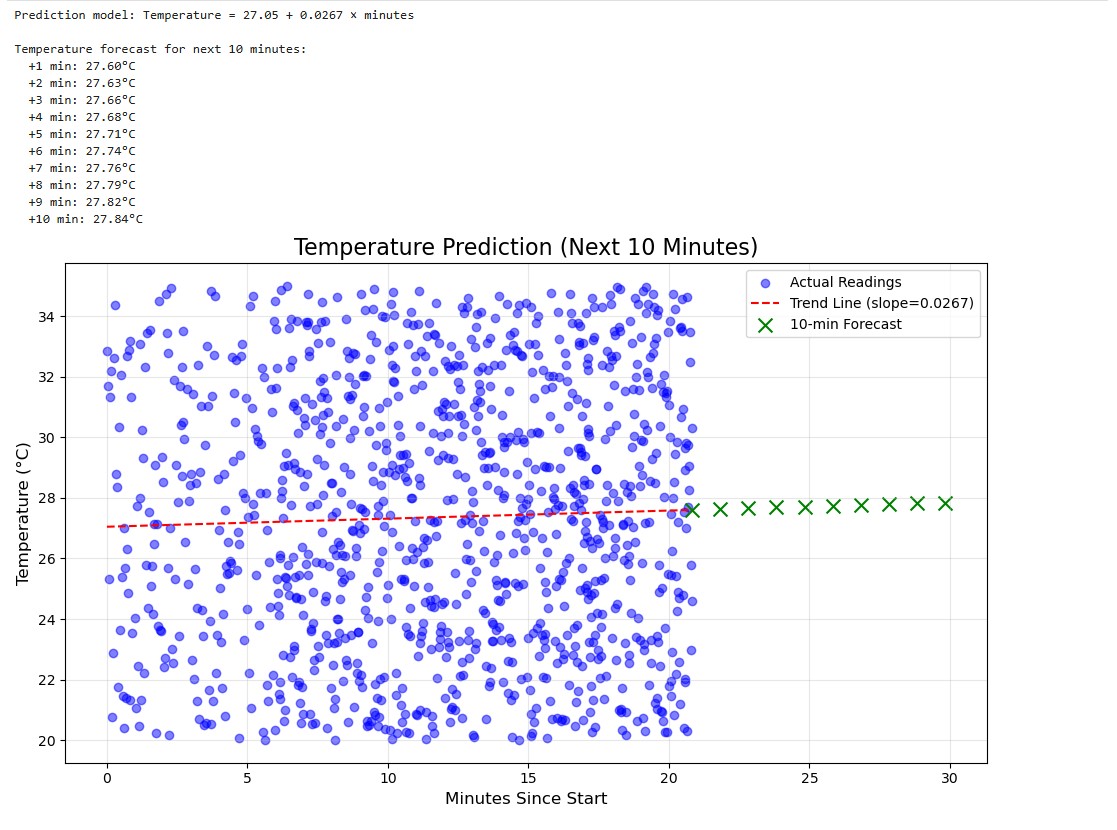 Prediction model: Temperature = 27.05 + 0.0267 × minutes
Temperature forecast for next 10 minutes:
+1 min: 27.60°C
+2 min: 27.63°C
+3 min: 27.66°C
+4 min: 27.68°C
+5 min: 27.71°C
+6 min: 27.74°C
+7 min: 27.76°C
+8 min: 27.79°C
+9 min: 27.82°C
+10 min: 27.84°C
Temperature Prediction (Next 10 Minutes)
Actual Readings
Trend Line (slope=0.0267)
10-min Forecast
Temperature (°C)
34
32
30
28
26
24
22
20
0 5 10 15 20 25 30
Minutes Since Start